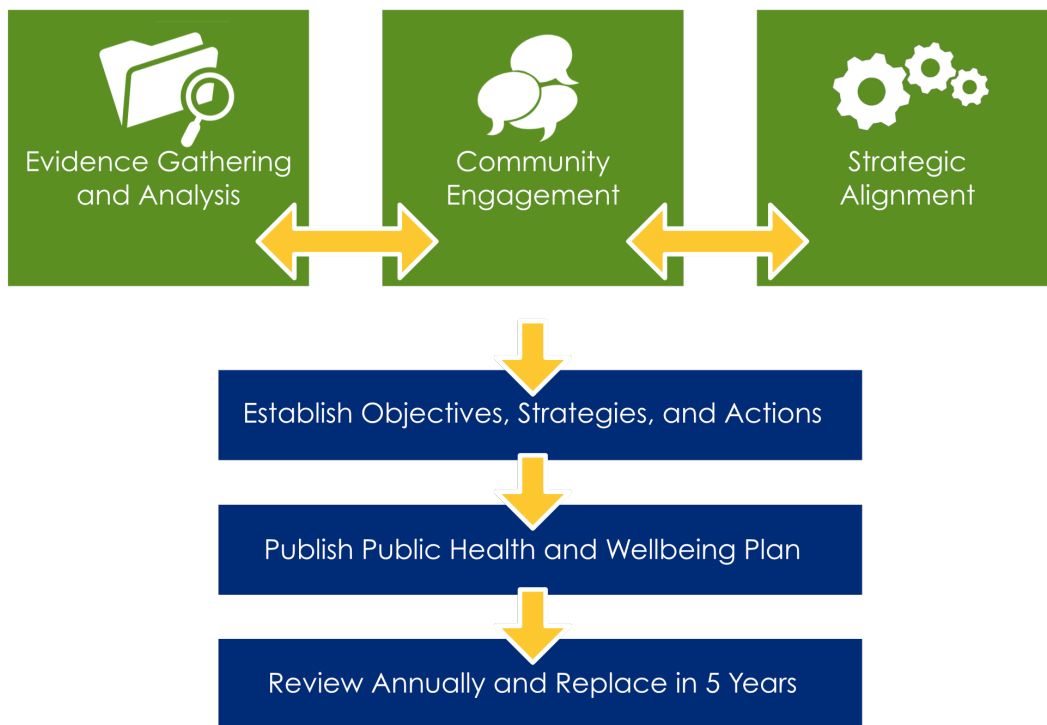 Evidence Gathering
and Analysis
Community
Engagement
Strategic
Alignment
Establish Objectives, Strategies, and Actions
Publish Public Health and Wellbeing Plan
Review Annually and Replace in 5 Years